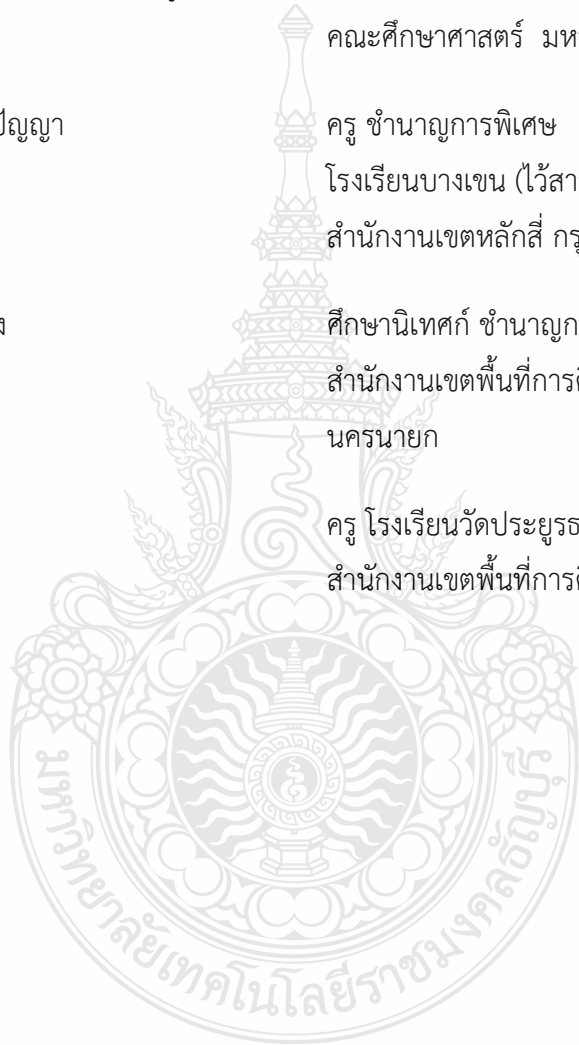 คณะศึกษาศาสตร์ มห
ปัญญา ครู ชำนาญการพิเศษ
โรงเรียนบางเขน (ไว้สา
สำนักงานเขตหลักสี่ กรุ
ง ศึกษานิเทศก์ ชำนาญก
สำนักงานเขตพื้นที่การศึ
นครนายก
ครู โรงเรียนวัดประยูรธ
สำนักงานเขตพื้นที่การศึ
มหาวิทยาลัยเทคโนโลยีราชมงคลธัญบุรี